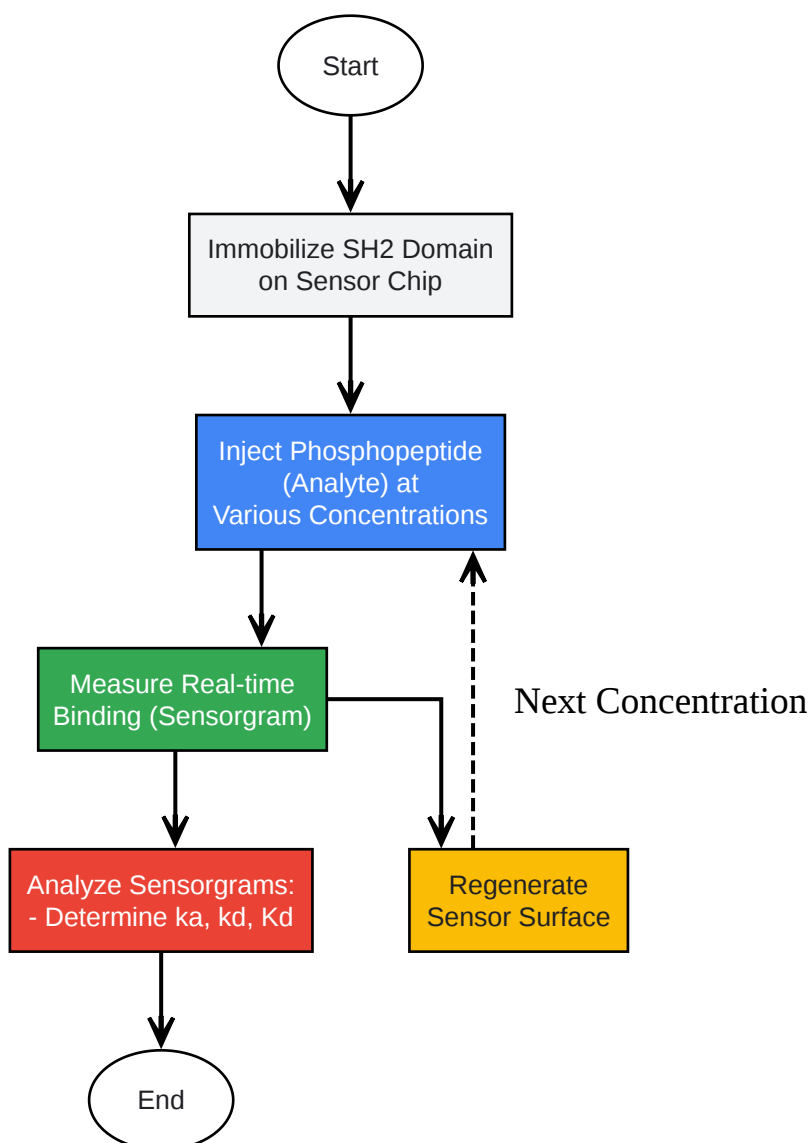 Start
Immobilize SH2 Domain
on Sensor Chip
Inject Phosphopeptide
(Analyte) at
Various Concentrations
Measure Real-time
Binding (Sensorgram)
Next Concentration
Analyze Sensorgrams:
- Determine ka, kd, Kd
Regenerate
Sensor Surface
End